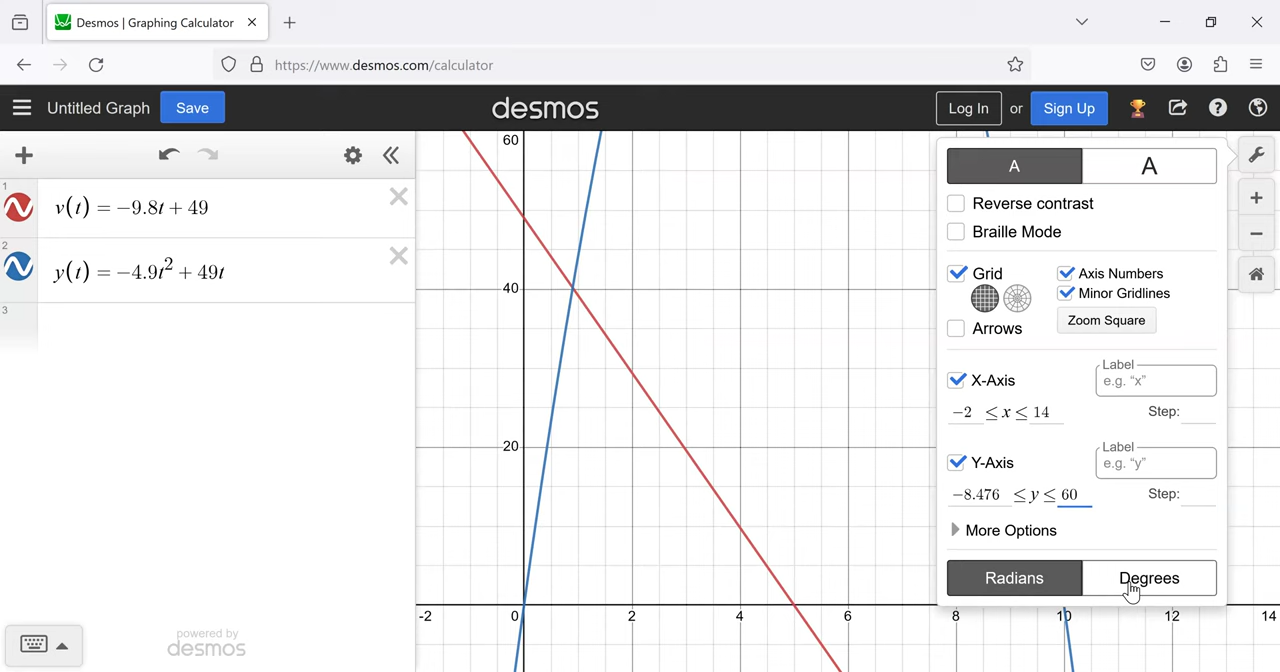 Desmos | Graphing Calculator
https://www.desmos.com/calculator
Untitled Graph Save desmos Log In or Sign Up
1 v(t) = −9.8t + 49
2 y(t) = −4.9t² + 49t
3
powered by
desmos
60
40
20
-2 0 2 4 6 8 10 12 14
A A
Reverse contrast
Braille Mode
Grid
Axis Numbers
Minor Gridlines
Arrows
Zoom Square
X-Axis
Label
e.g. “x”
−2 ≤ x ≤ 14 Step:
Y-Axis
Label
e.g. “y”
−8.476 ≤ y ≤ 60 Step:
More Options
Radians Degrees